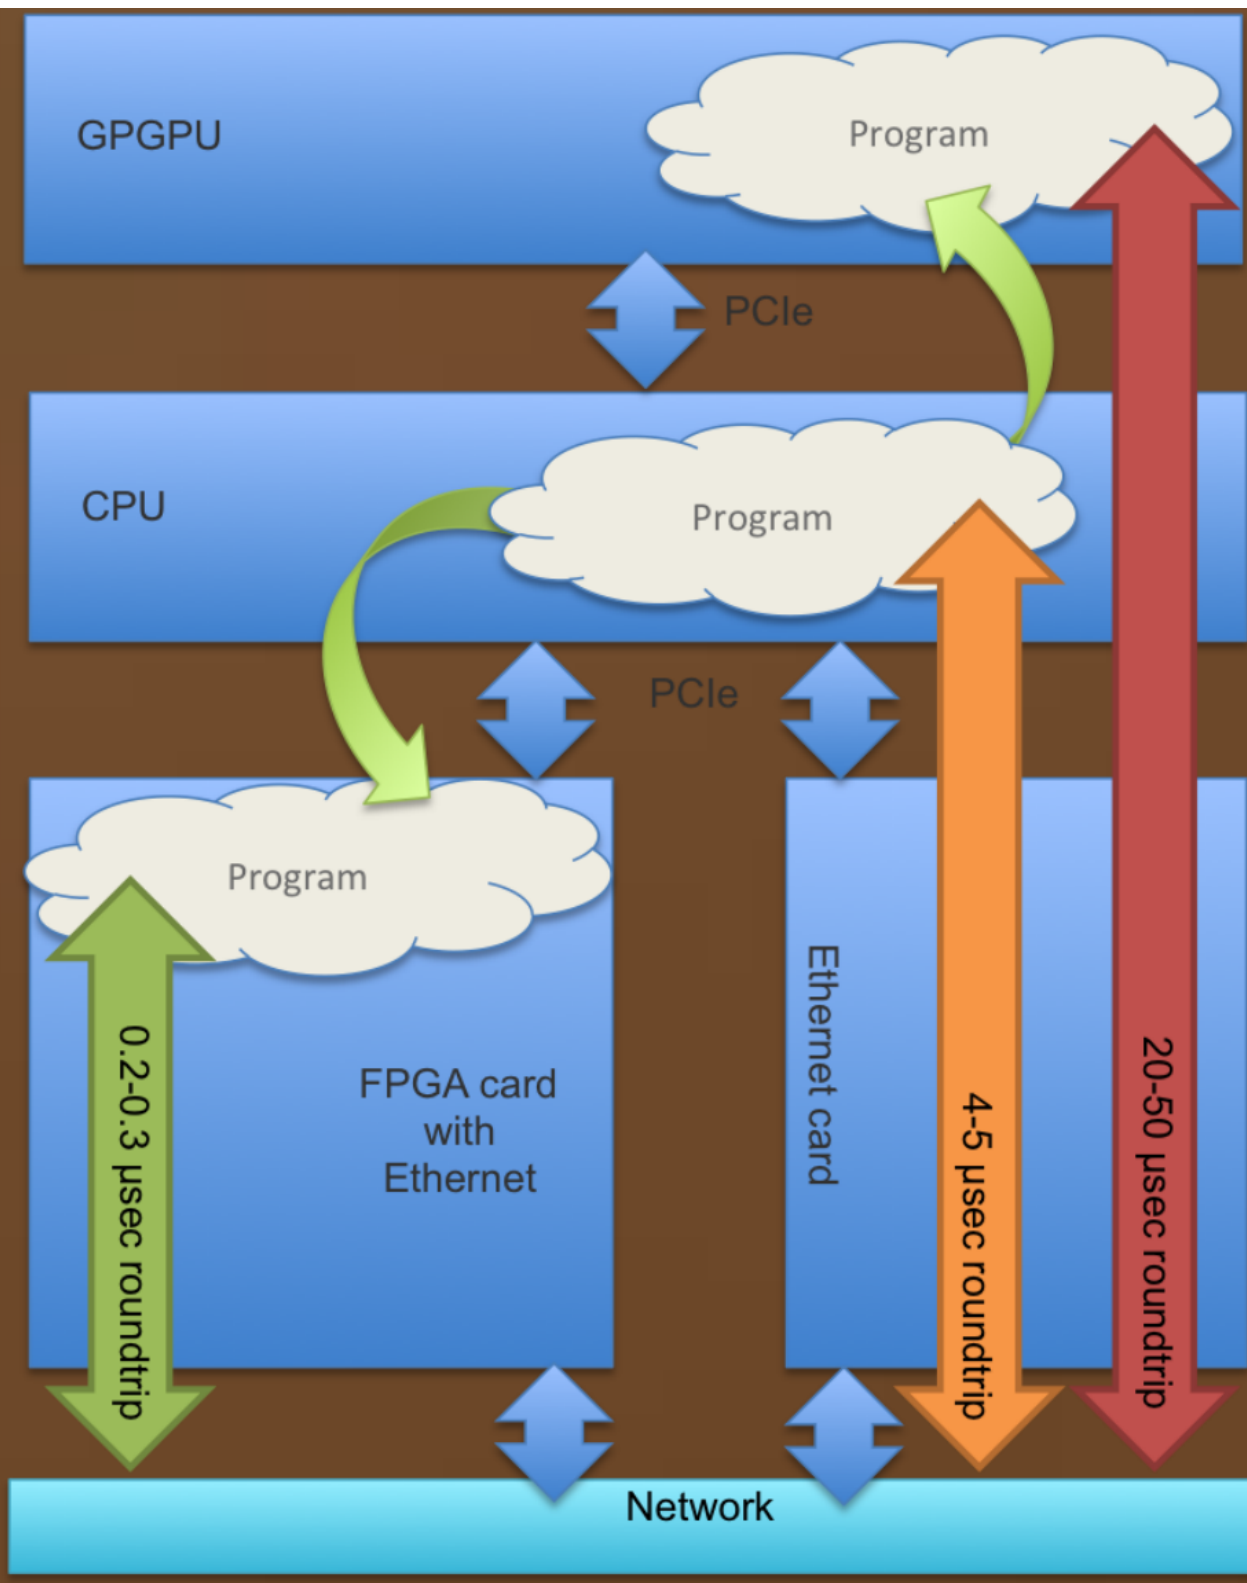 GPGPU
Program
PCIe
CPU
Program
PCIe
Program
FPGA card
with
Ethernet
Ethernet card
0.2-0.3 µsec roundtrip
4-5 µsec roundtrip
20-50 µsec roundtrip
Network